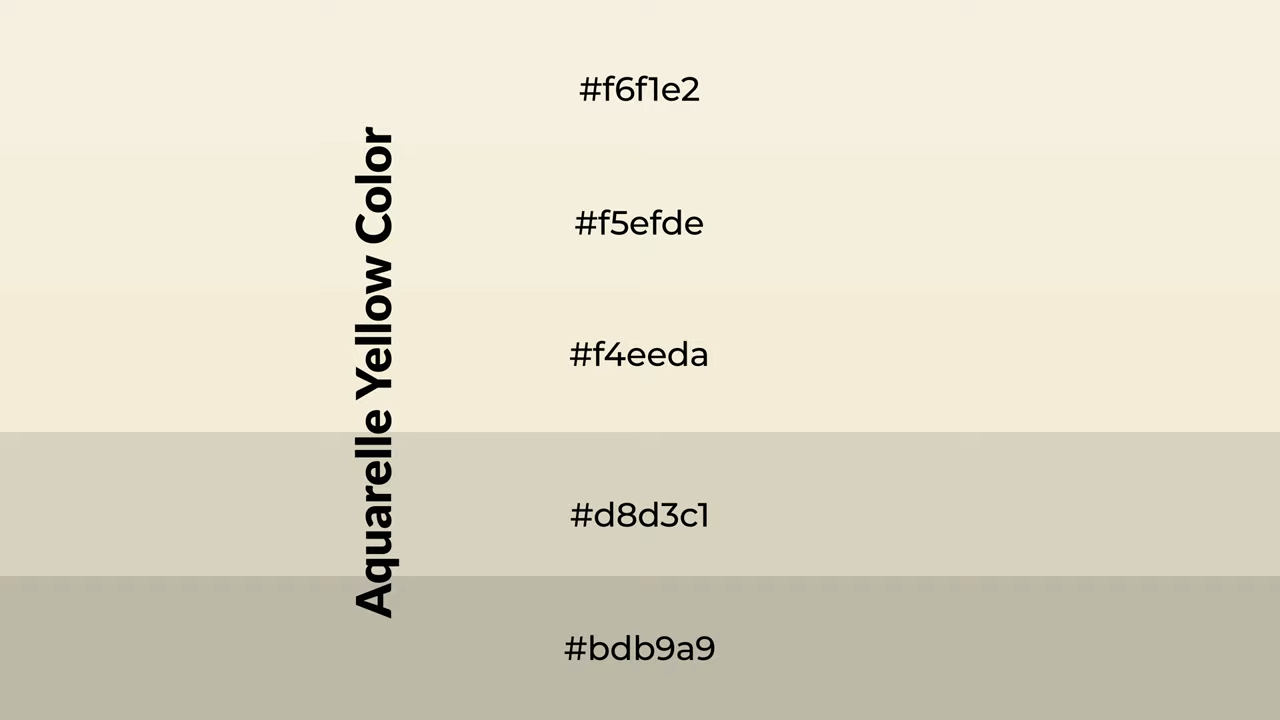 Aquarelle Yellow Color
#f6f1e2
#f5efde
#f4eeda
#d8d3c1
#bdb9a9